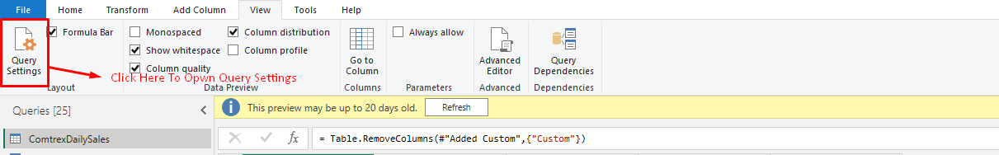 File Home Transform Add Column View Tools Help
Query Settings
Formula Bar
Monospaced
Show whitespace
Column quality
Column distribution
Column profile
Go to Column
Always allow
Advanced Editor
Query Dependencies
Click Here To Opwn Query Settings
Layout Data Preview Columns Parameters Advanced Dependencies
Queries [25]
This preview may be up to 20 days old. Refresh
ComtrexDailySales
fx = Table.RemoveColumns(#"Added Custom",{"Custom"})